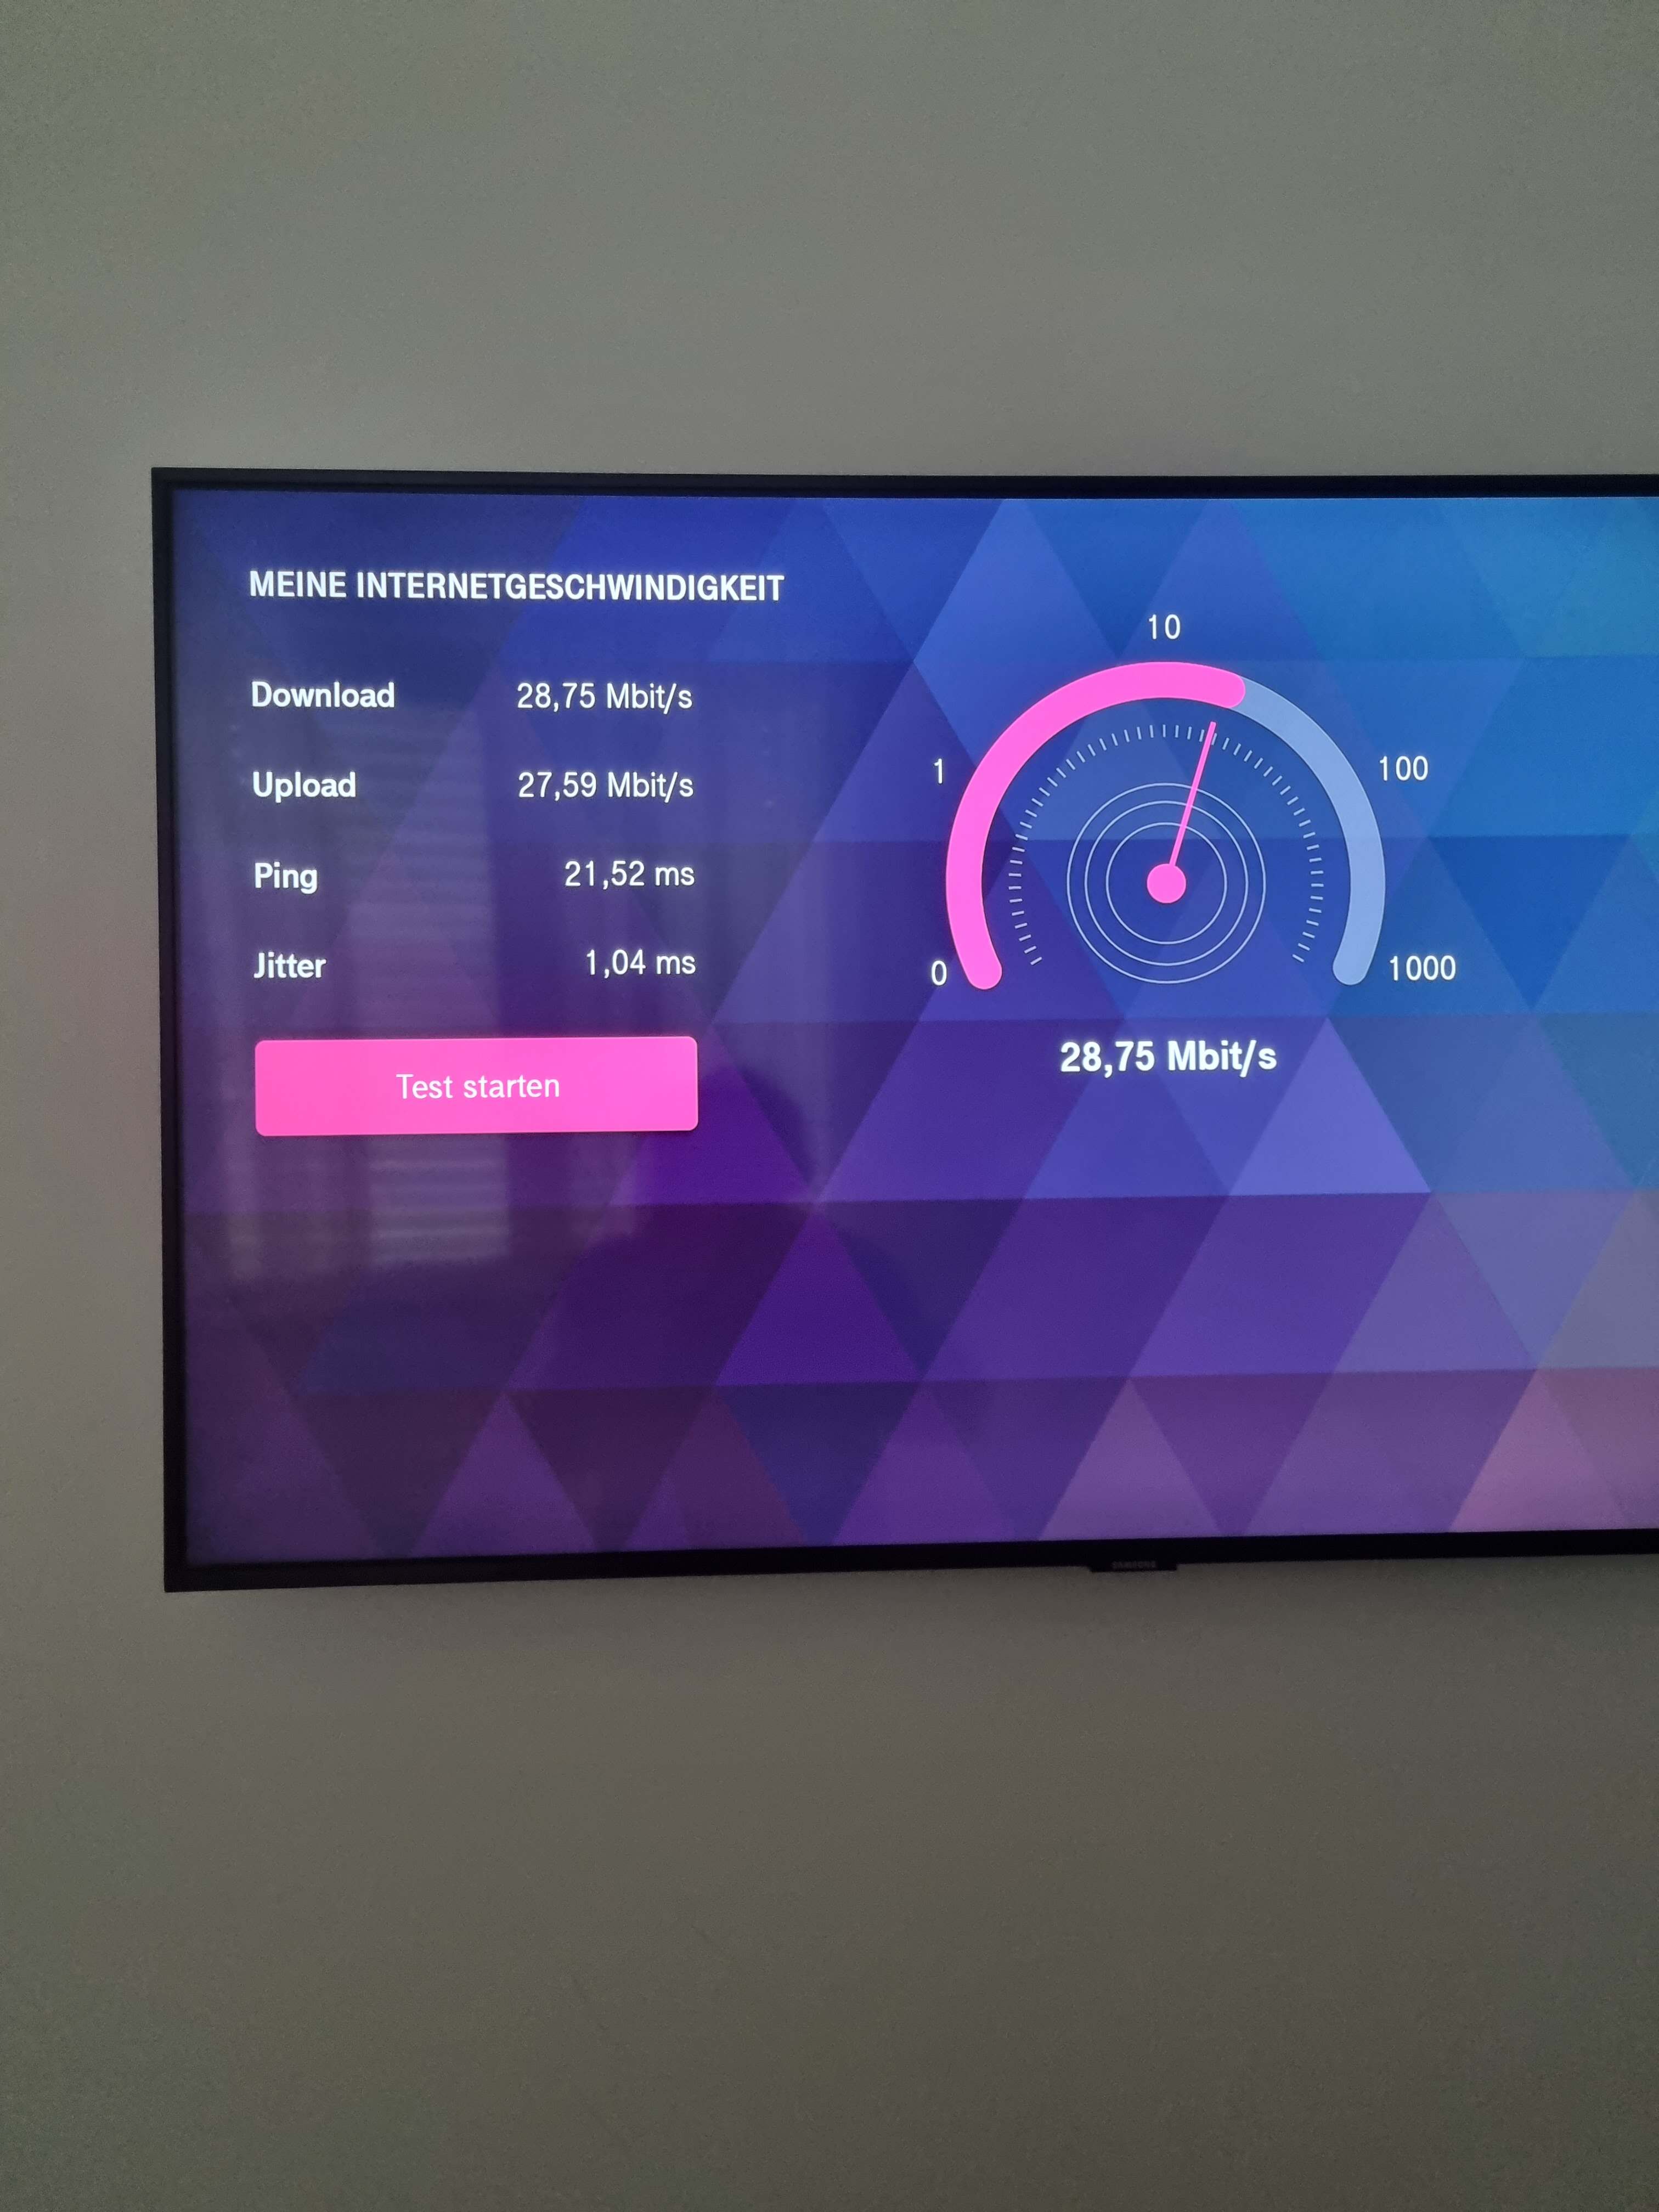 MEINE INTERNETGESCHWINDIGKEIT
Download 28,75 Mbit/s
Upload 27,59 Mbit/s
Ping 21,52 ms
Jitter 1,04 ms
Test starten
10
1
100
0
1000
28,75 Mbit/s
SAMSUNG